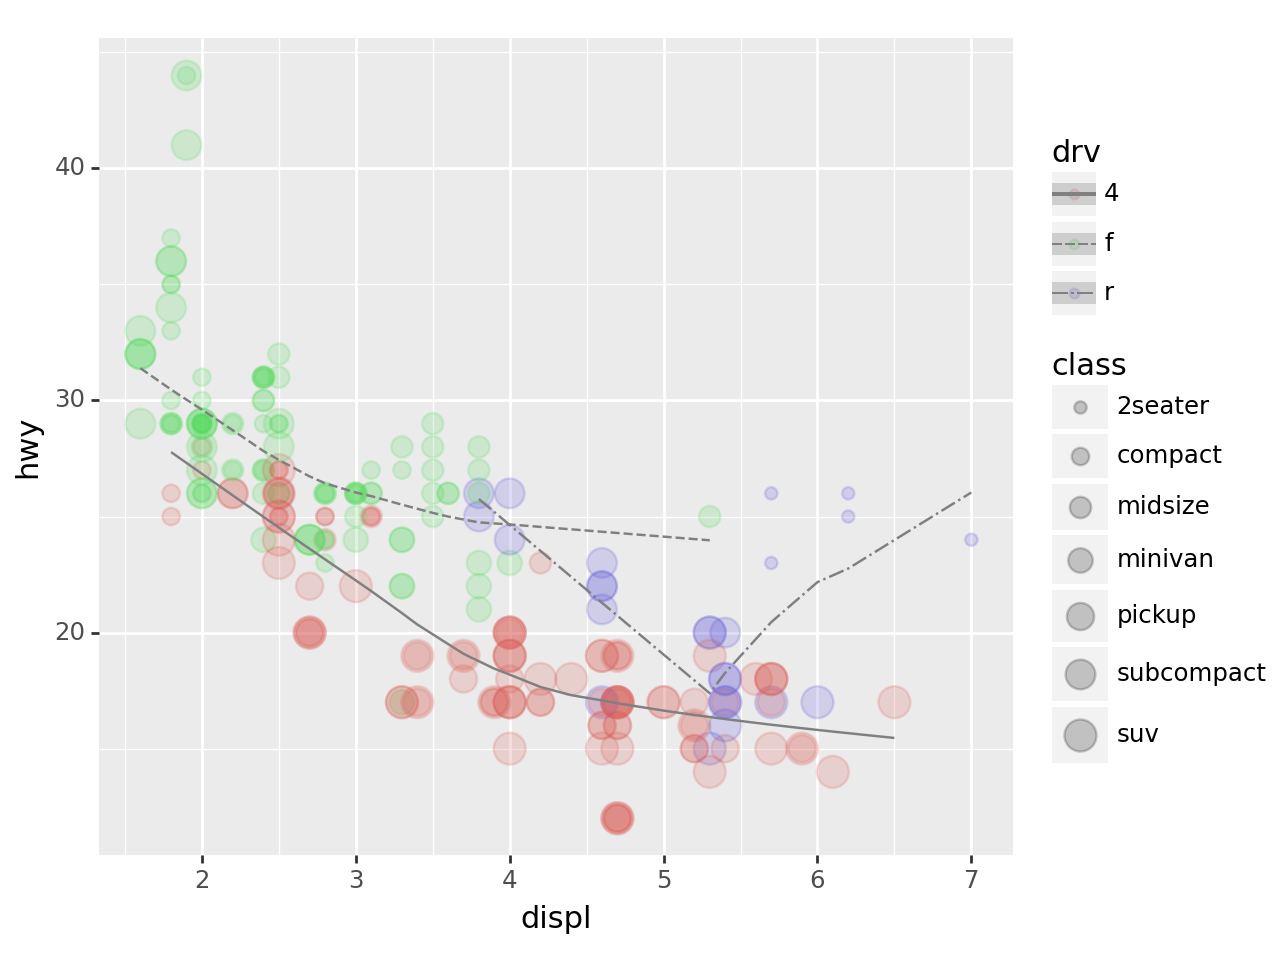 40
30
20
hwy
2 3 4 5 6 7
displ
drv
4
f
r
class
2seater
compact
midsize
minivan
pickup
subcompact
suv